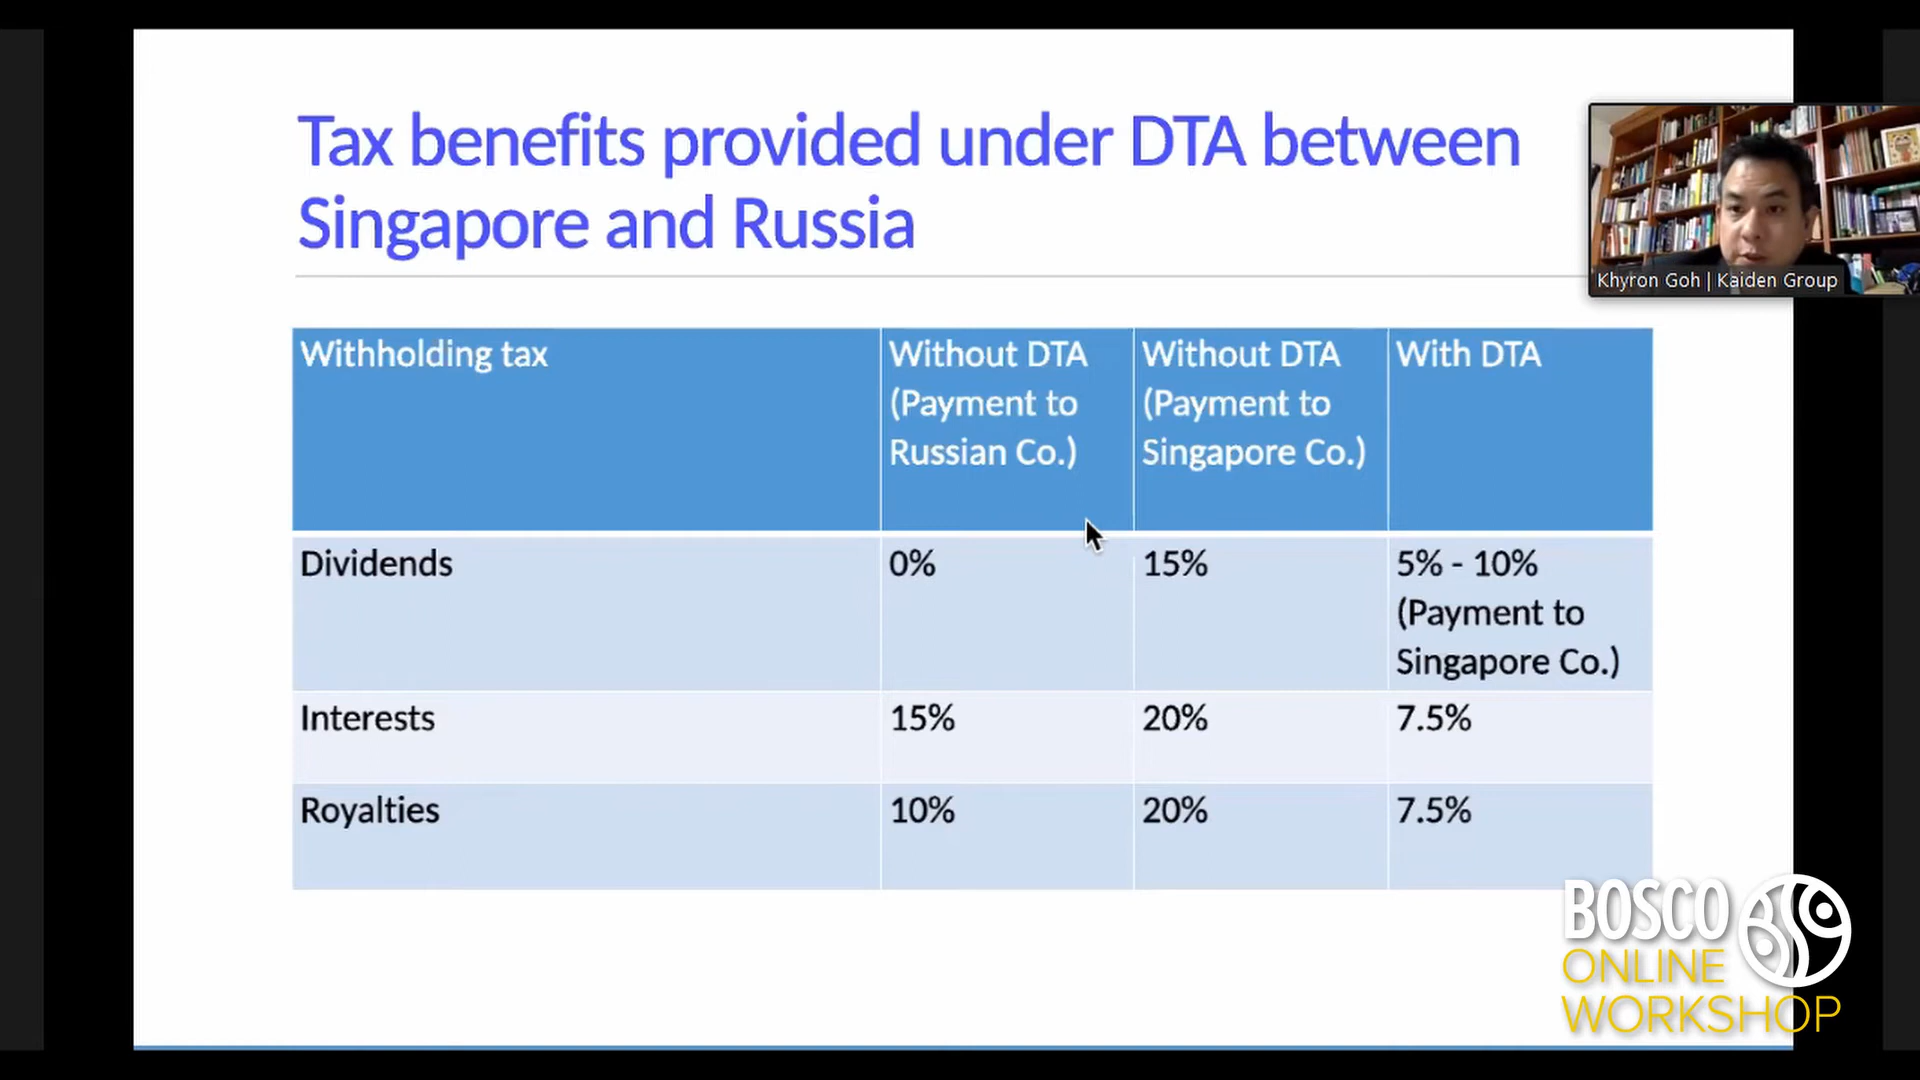 Tax benefits provided under DTA between
Singapore and Russia
Khyron Goh | Kaiden Group
Withholding tax
Without DTA
(Payment to
Russian Co.)
Without DTA
(Payment to
Singapore Co.)
With DTA
Dividends
0%
15%
5% - 10%
(Payment to
Singapore Co.)
Interests
15%
20%
7.5%
Royalties
10%
20%
7.5%
BOSCO
ONLINE
WORKSHOP